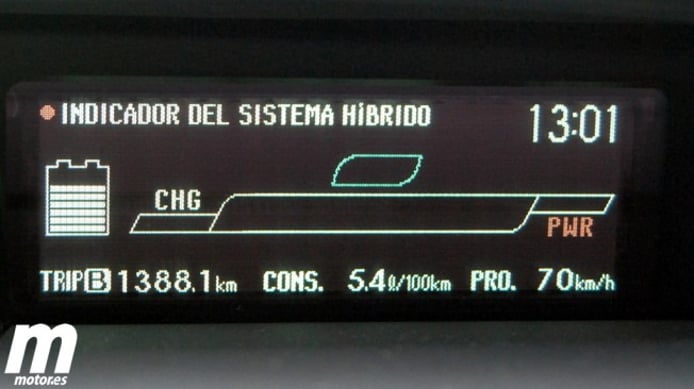 INDICADOR DEL SISTEMA HÍBRIDO 13:01
CHG
PWR
TRIP B 1388.1 km CONS. 5.4 ℓ/100km PRO. 70 km/h
m
motor.es